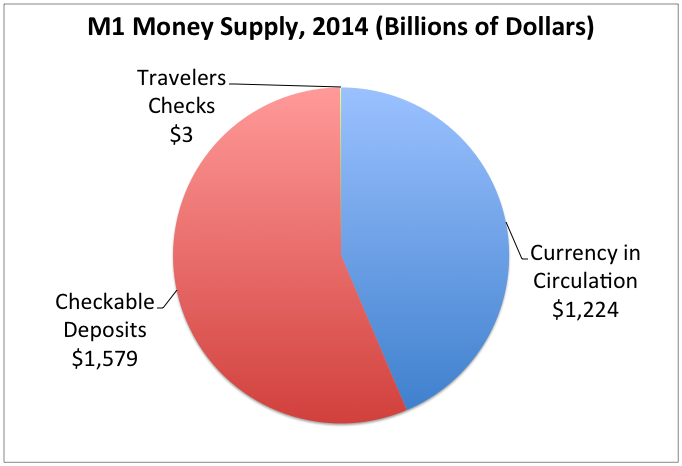 M1 Money Supply, 2014 (Billions of Dollars)
Travelers
Checks
$3
Currency in
Circulation
$1,224
Checkable
Deposits
$1,579